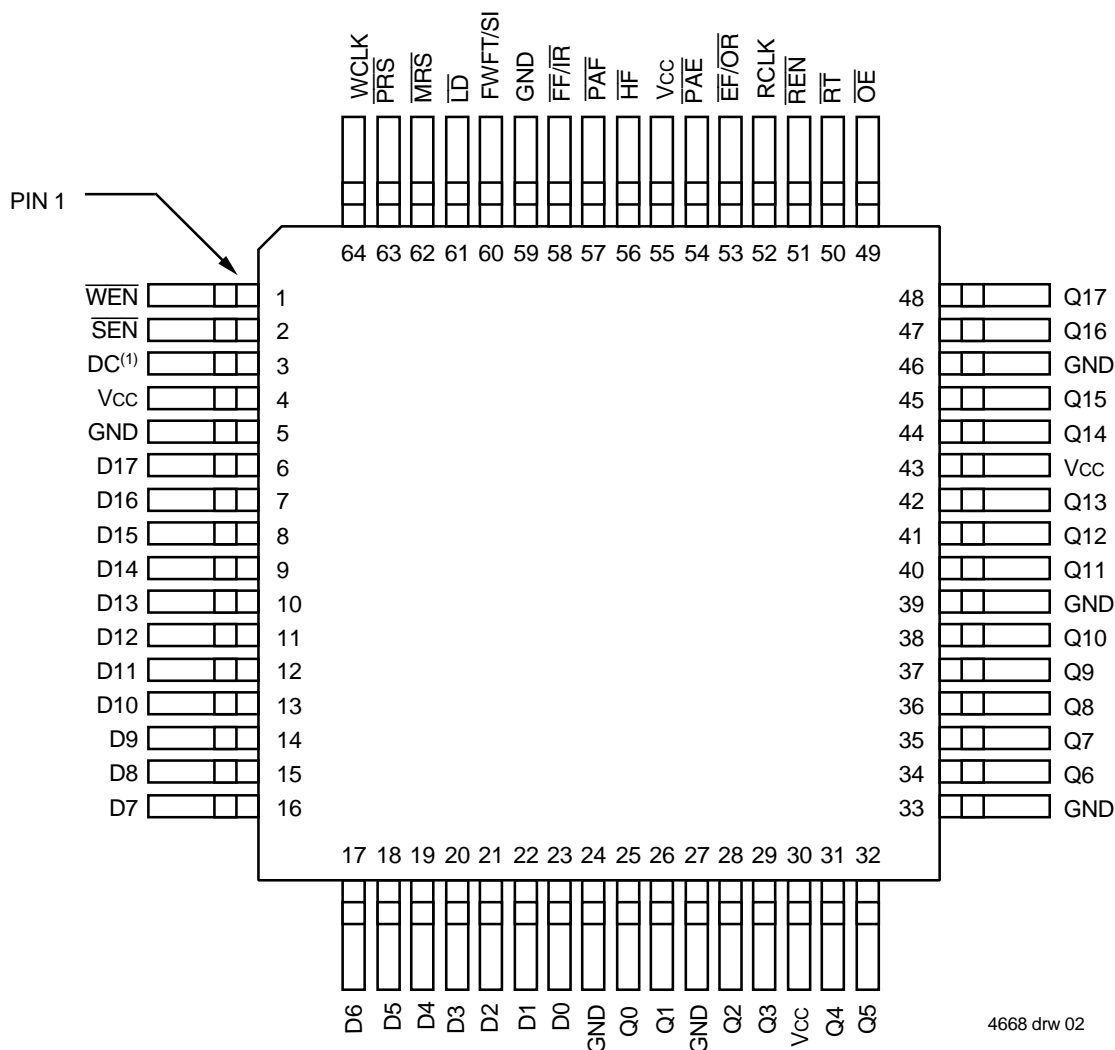 WCLK
PRS
MRS
LD
FWFT/SI
GND
FF/IR
PAF
HF
Vcc
PAE
EF/OR
RCLK
REN
RT
OE
PIN 1
64 63 62 61 60 59 58 57 56 55 54 53 52 51 50 49
WEN 1
SEN 2
DC(1) 3
Vcc 4
GND 5
D17 6
D16 7
D15 8
D14 9
D13 10
D12 11
D11 12
D10 13
D9 14
D8 15
D7 16
48 Q17
47 Q16
46 GND
45 Q15
44 Q14
43 Vcc
42 Q13
41 Q12
40 Q11
39 GND
38 Q10
37 Q9
36 Q8
35 Q7
34 Q6
33 GND
17 18 19 20 21 22 23 24 25 26 27 28 29 30 31 32
D6
D5
D4
D3
D2
D1
D0
GND
Q0
Q1
GND
Q2
Q3
Vcc
Q4
Q5
4668 drw 02